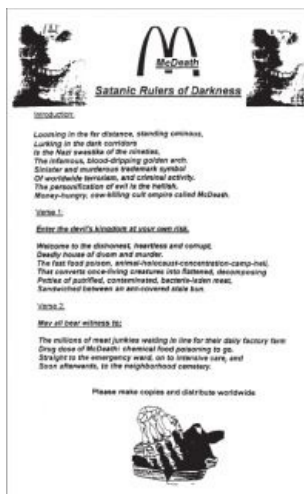 McDeath
Satanic Rulers of Darkness
Introduction:
Looming in the far distance, standing ominous,
Lurking in the dark corridors
Is the Nazi swastika of the nineties,
The infamous, blood-dripping golden arch.
Sinister and murderous trademark symbol
Of worldwide terrorism, and criminal activity.
The personification of evil is the hellish,
Money-hungry, cow-killing cult empire called McDeath.
Verse 1:
Enter the devil's kingdom at your own risk.
Welcome to the dishonest, heartless and corrupt,
Deadly house of doom and murder.
The fast food poison, animal-holocaust-concentration-camp-hell,
That converts once-living creatures into flattened, decomposing
Patties of putrified, contaminated, bacteria-laden meat,
Sandwiched between an ant-covered stale bun.
Verse 2:
May all bear witness to:
The millions of meat junkies waiting in line for their daily factory farm
Drug dose of McDeath: chemical food poisoning to go.
Straight to the emergency ward, on to intensive care, and
Soon afterwards, to the neighborhood cemetary.
Please make copies and distribute worldwide